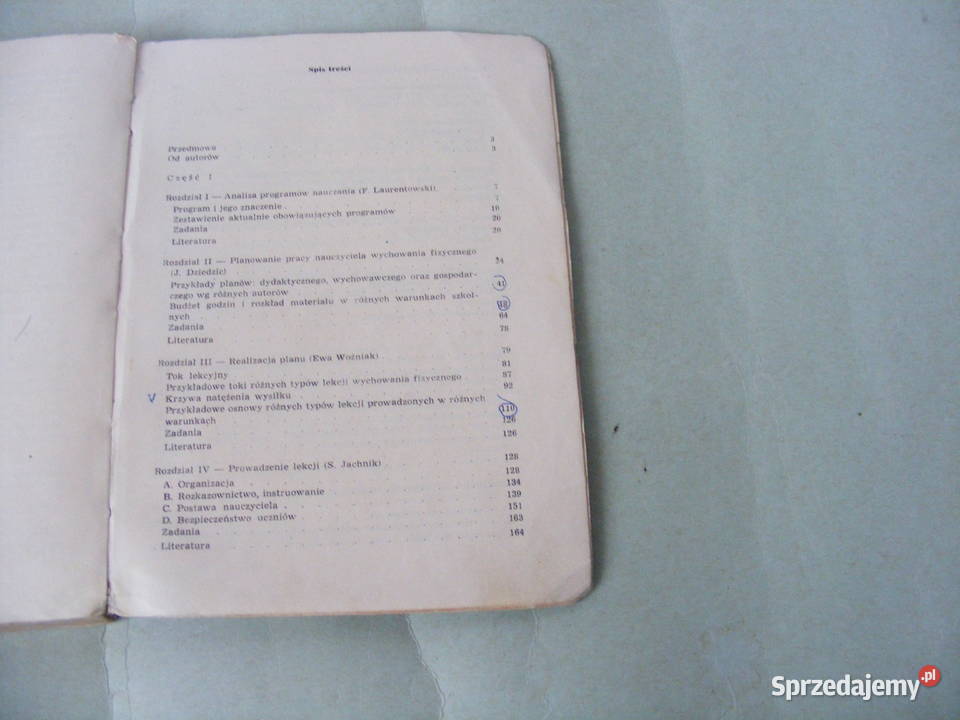 Spis treści
Przedmowa 3
Od autorów 3
Część I
Rozdział I — Analiza programów nauczania (F. Laurentowski) 7
Program i jego znaczenie 7
Zestawienie aktualnie obowiązujących programów 16
Zadania 20
Literatura 20
Rozdział II — Planowanie pracy nauczyciela wychowania fizycznego
(J. Dziedzic) 24
Przykłady planów: dydaktycznego, wychowawczego oraz gospodar-
czego wg różnych autorów 41
Budżet godzin i rozkład materiału w różnych warunkach szkol-
nych
Zadania 64
Literatura 78
Rozdział III — Realizacja planu (Ewa Woźniak) 79
Tok lekcyjny 81
Przykładowe toki różnych typów lekcji wychowania fizycznego 87
V Krzywa natężenia wysiłku 92
Przykładowe osnowy różnych typów lekcji prowadzonych w różnych
warunkach 110
Zadania 126
Literatura 126
Rozdział IV — Prowadzenie lekcji (S. Jachnik) 128
A. Organizacja 128
B. Rozkazownictwo, instruowanie 134
C. Postawa nauczyciela 139
D. Bezpieczeństwo uczniów 151
Zadania 163
Literatura 164
Sprzedajemy.pl